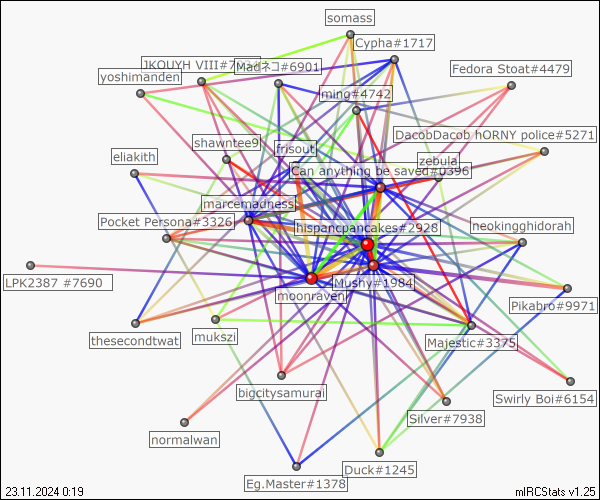 somass
Cypha#1717
JKOUYH VIII#7
Madネコ#6901
yoshimanden
Fedora Stoat#4479
ming#4742
DacobDacob hORNY police#5271
shawntee9
frisout
zebula
eliakith
Can anything be saved#0396
marcemadness
Pocket Persona#3326
hispancpancakes#2928
neokingghidorah
LPK2387 #7690
Mushy#1984
moonraven
Pikabro#9971
thesecondtwat
mukszi
Majestic#3375
bigcitysamurai
Swirly Boi#6154
Silver#7938
normalwan
Duck#1245
Eg.Master#1378
23.11.2024 0:19
mIRCStats v1.25